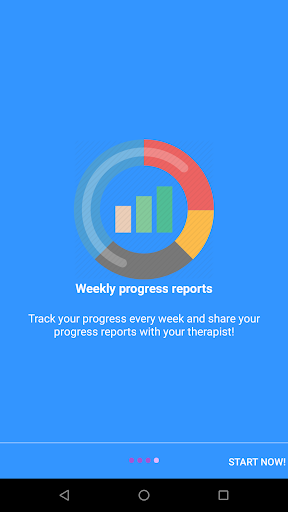 Weekly progress reports
Track your progress every week and share your
progress reports with your therapist!
START NOW!